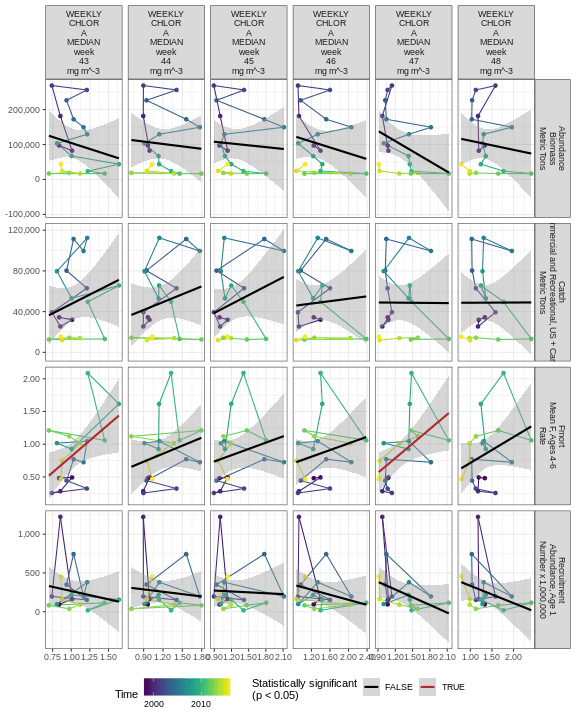 WEEKLY WEEKLY WEEKLY WEEKLY WEEKLY WEEKLY
CHLOR CHLOR CHLOR CHLOR CHLOR CHLOR
A A A A A A
MEDIAN MEDIAN MEDIAN MEDIAN MEDIAN MEDIAN
week week week week week week
43 44 45 46 47 48
mg m^-3 mg m^-3 mg m^-3 mg m^-3 mg m^-3 mg m^-3
200,000
100,000
0
-100,000
Abundance
Biomass
Metric Tons
120,000
80,000
40,000
0
Catch
mmercial and Recreational, US + Can
Metric Tons
2.00
1.50
1.00
0.50
Fmort
Mean F, Ages 4-6
Rate
1,000
500
0
Recruitment
Abundance, Age 1
Number x 1,000,000
0.75 1.00 1.25 1.50 0.90 1.20 1.50 1.80 0.90 1.20 1.50 1.80 2.10 1.20 1.60 2.00 2.40 0.90 1.20 1.50 1.80 2.10 1.00 1.50 2.00
Time
2000 2010
Statistically significant
(p < 0.05)
FALSE TRUE